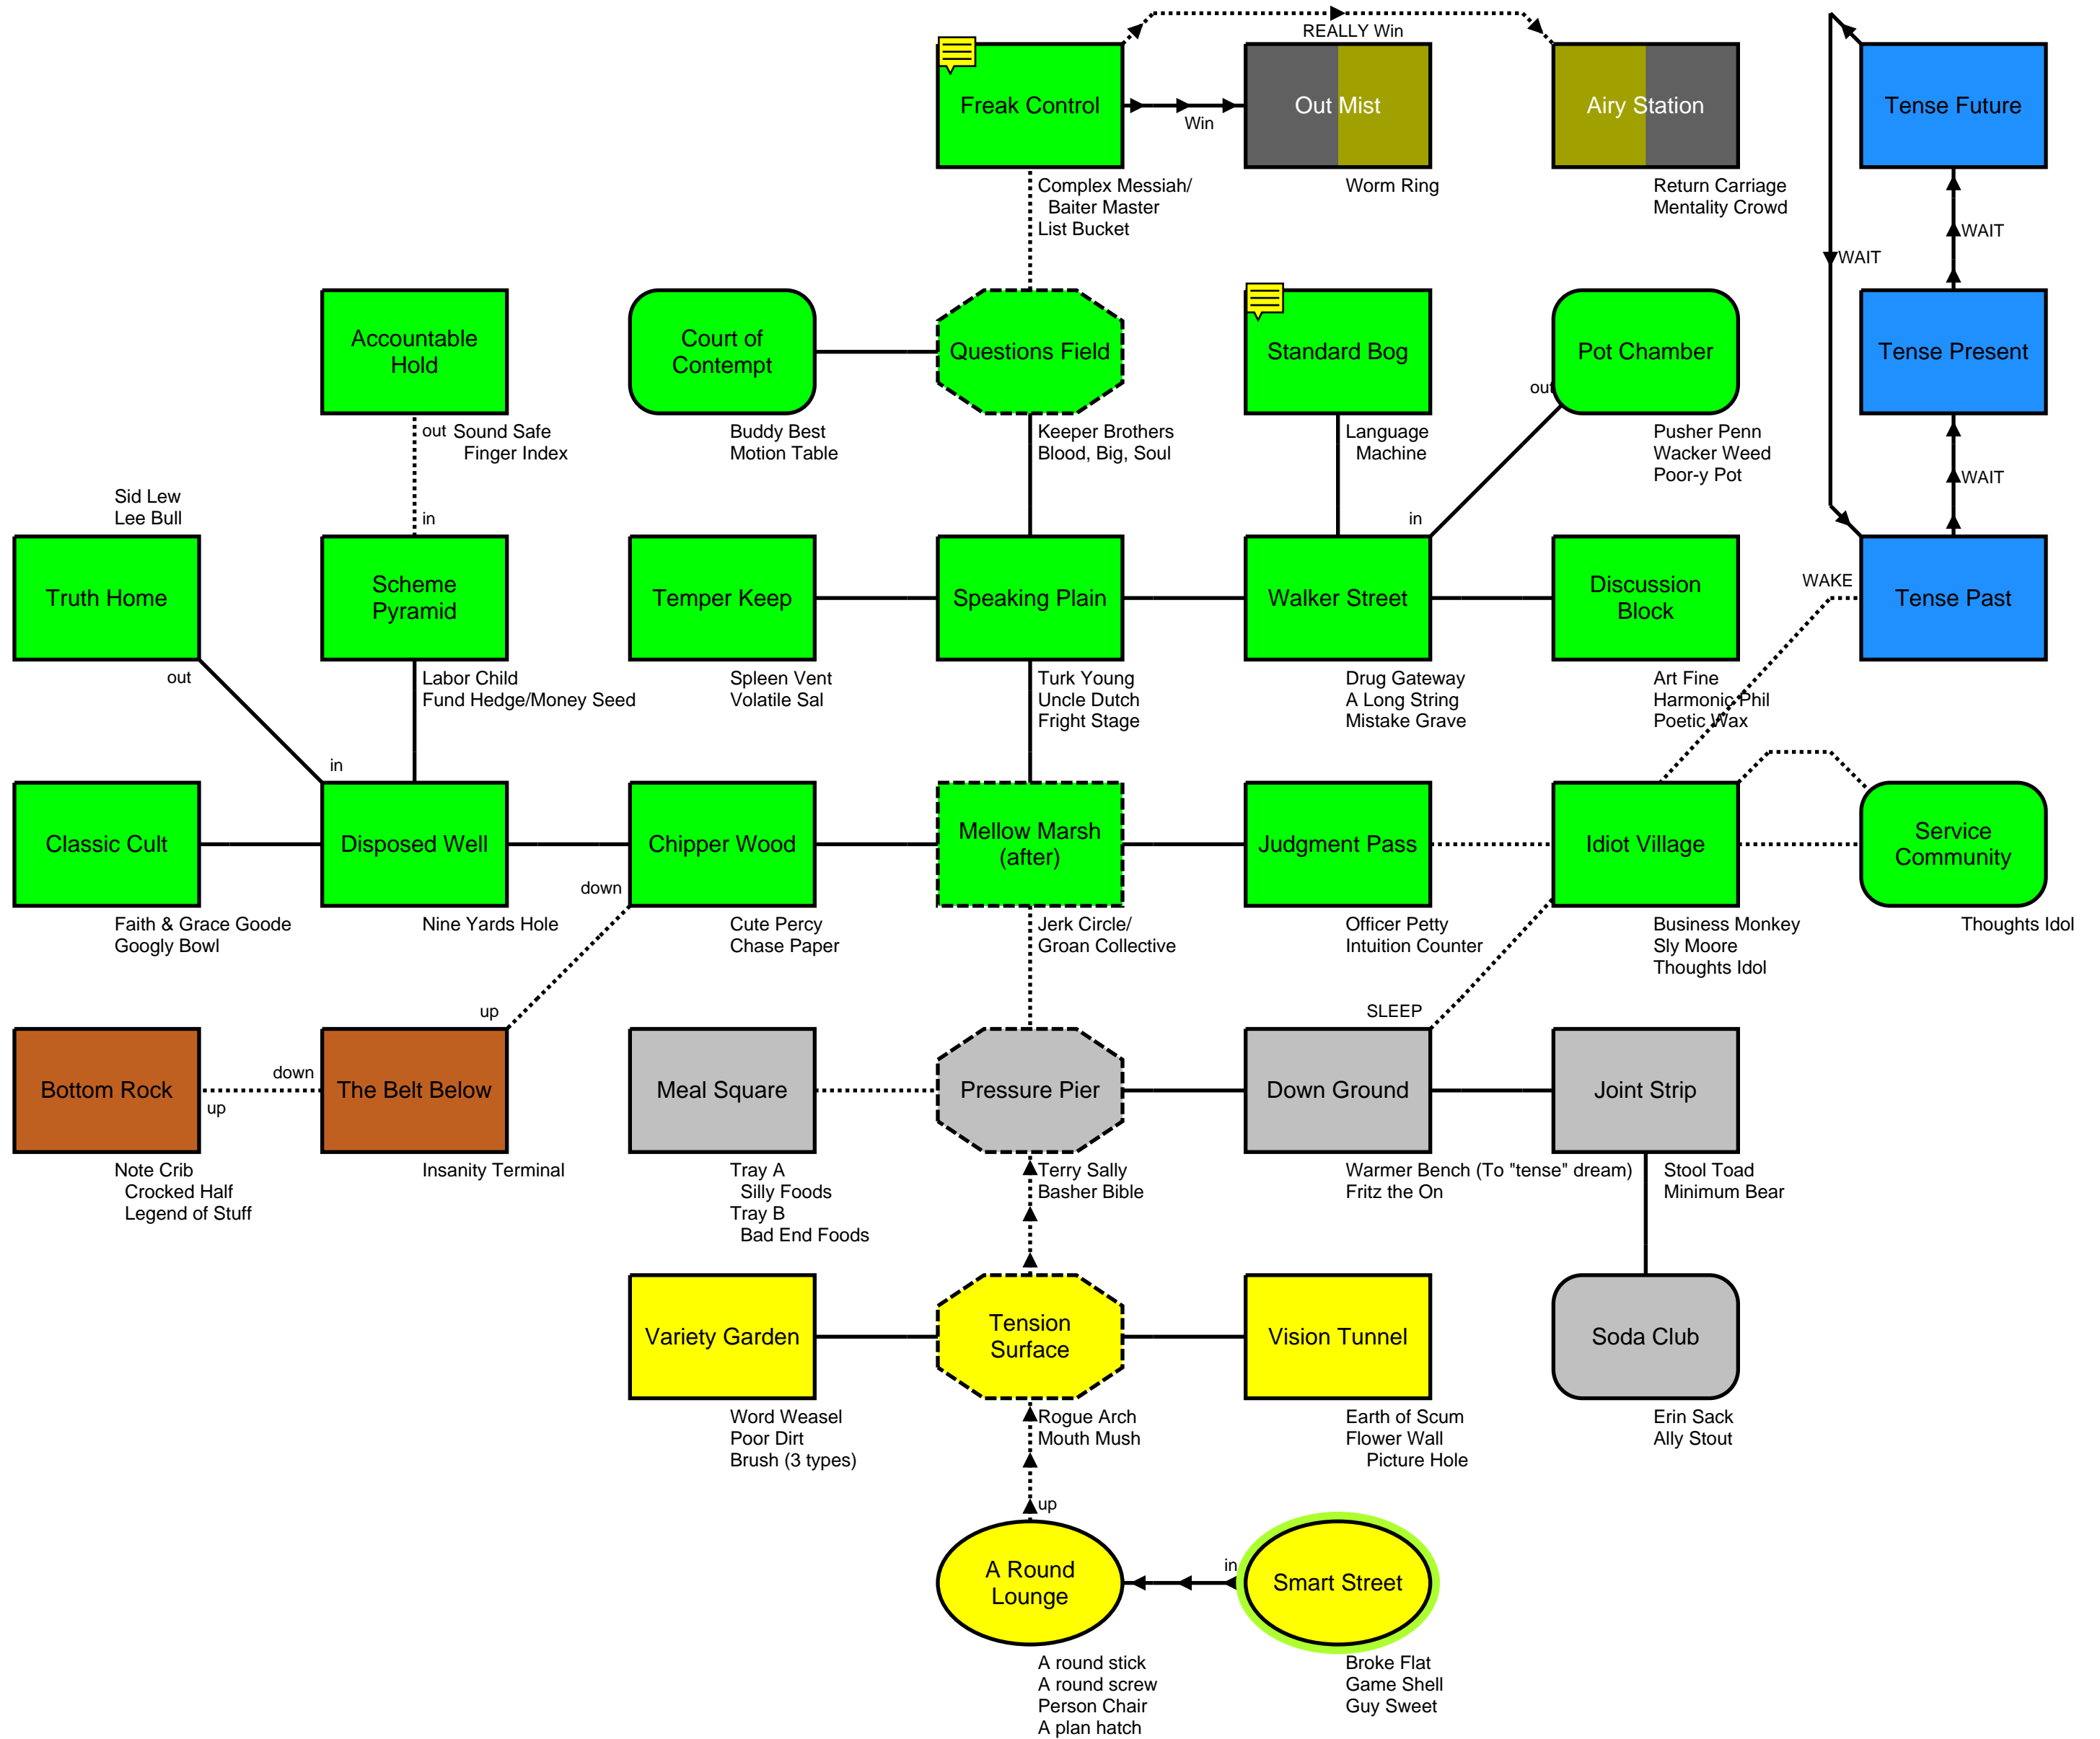 REALLY Win
Freak Control
Out Mist
Airy Station
Tense Future
Win
Complex Messiah/
Baiter Master
List Bucket
Worm Ring
Return Carriage
Mentality Crowd
WAIT
WAIT
Accountable
Hold
Court of
Contempt
Questions Field
Standard Bog
Pot Chamber
Tense Present
out
out
Sound Safe
Finger Index
Buddy Best
Motion Table
Keeper Brothers
Blood, Big, Soul
Language
Machine
Pusher Penn
Wacker Weed
Poor-y Pot
WAIT
Sid Lew
Lee Bull
in
in
Truth Home
Scheme
Pyramid
Temper Keep
Speaking Plain
Walker Street
Discussion
Block
WAKE
Tense Past
out
Labor Child
Fund Hedge/Money Seed
Spleen Vent
Volatile Sal
Turk Young
Uncle Dutch
Fright Stage
Drug Gateway
A Long String
Mistake Grave
Art Fine
Harmonic Phil
Poetic Wax
in
Classic Cult
Disposed Well
Chipper Wood
Mellow Marsh
(after)
Judgment Pass
Idiot Village
Service
Community
down
Faith & Grace Goode
Googly Bowl
Nine Yards Hole
Cute Percy
Chase Paper
Jerk Circle/
Groan Collective
Officer Petty
Intuition Counter
Business Monkey
Sly Moore
Thoughts Idol
Thoughts Idol
up
SLEEP
Bottom Rock
down
up
The Belt Below
Meal Square
Pressure Pier
Down Ground
Joint Strip
Note Crib
Crocked Half
Legend of Stuff
Insanity Terminal
Tray A
Silly Foods
Tray B
Bad End Foods
Terry Sally
Basher Bible
Warmer Bench (To "tense" dream)
Fritz the On
Stool Toad
Minimum Bear
Variety Garden
Tension
Surface
Vision Tunnel
Soda Club
Word Weasel
Poor Dirt
Brush (3 types)
Rogue Arch
Mouth Mush
Earth of Scum
Flower Wall
Picture Hole
Erin Sack
Ally Stout
up
A Round
Lounge
in
Smart Street
A round stick
A round screw
Person Chair
A plan hatch
Broke Flat
Game Shell
Guy Sweet